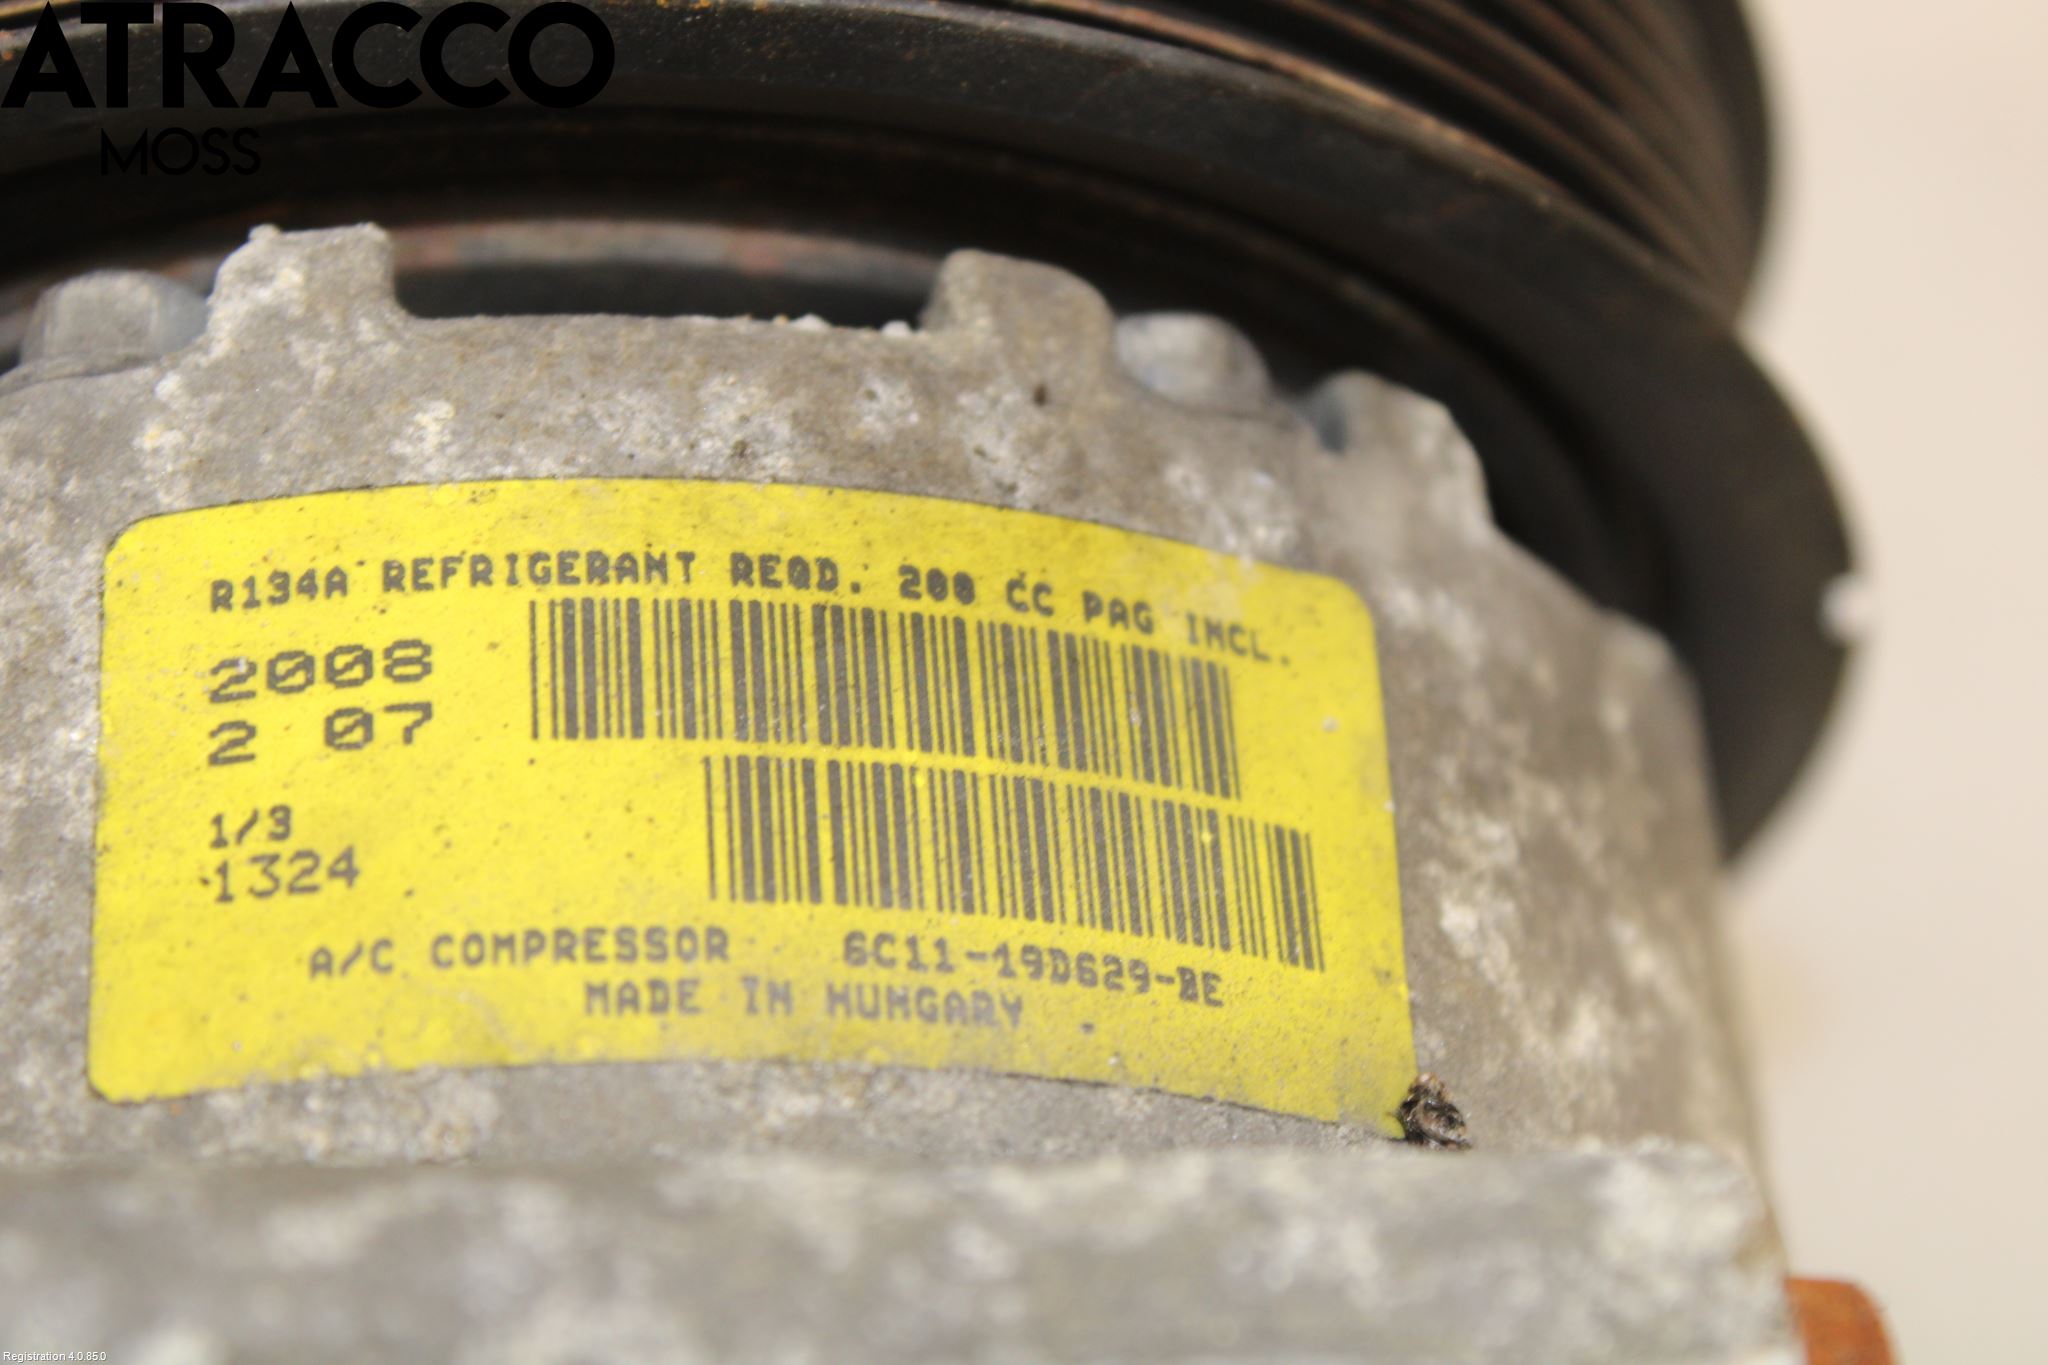 ATRACCO
MOSS
R134A REFRIGERANT REQD. 200 CC PAG INCL.
2008
2 07
1/3
1324
A/C COMPRESSOR 6C11-19D629-BE
MADE IN HUNGARY
Registration 4.0.85.0